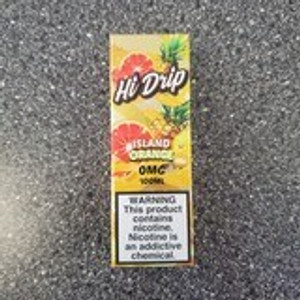 Hi Drip
ISLAND
ORANGE
0MG
100ML
WARNING:
This product
contains
nicotine.
Nicotine is
an addictive
chemical.